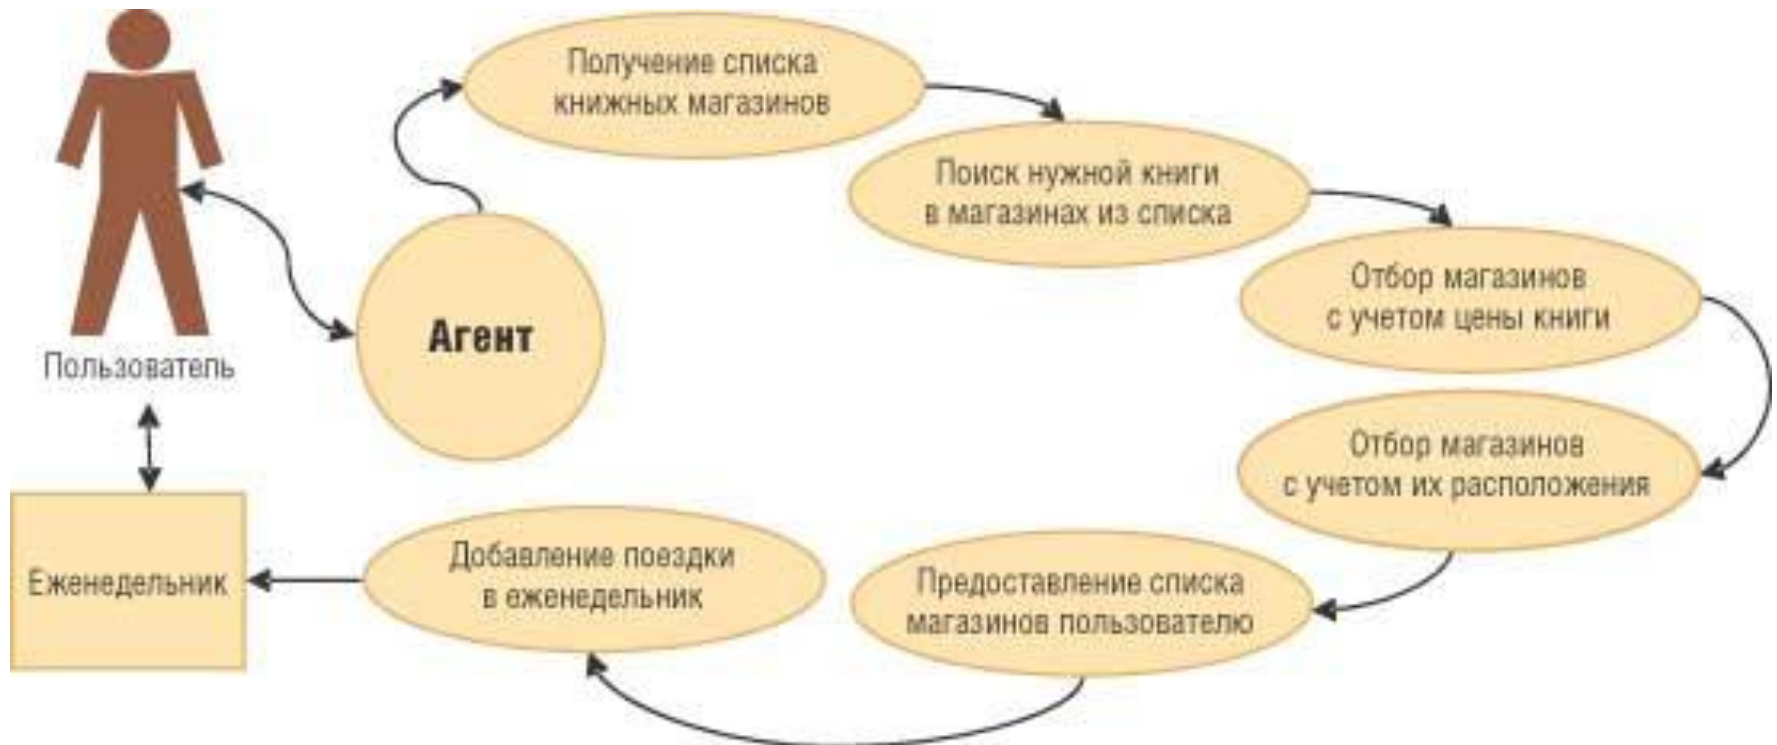 Получение списка
книжных магазинов
Поиск нужной книги
в магазинах из списка
Отбор магазинов
с учетом цены книги
Агент
Пользователь
Отбор магазинов
с учетом их расположения
Предоставление списка
магазинов пользователю
Добавление поездки
в еженедельник
Еженедельник